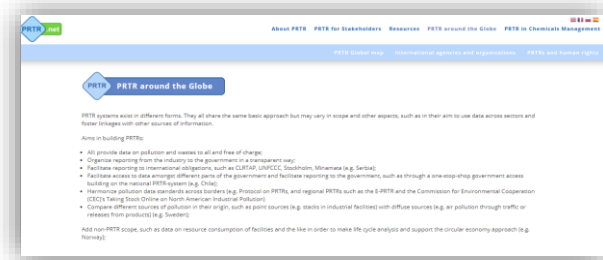 PRTR .net
About PRTR PRTR for Stakeholders Resources PRTR around the Globe PRTR in Chemicals Management
PRTR Global map International agencies and organisations PRTRs and human rights
PRTR PRTR around the Globe
PRTR systems exist in different forms. They all share the same basic approach but may vary in scope and other aspects, such as in their aim to use data across sectors and
foster linkages with other sources of information.
Aims in building PRTRs:
• All provide data on pollution and wastes to all and free of charge;
• Organize reporting from the industry to the government in a transparent way;
• Facilitate reporting to international obligations, such as CLRTAP, UNFCCC, Stockholm, Minamata (e.g. Serbia);
• Facilitate access to data amongst different parts of the government and facilitate reporting to the government, such as through a one-stop-shop government access
building on the national PRTR-system (e.g. Chile);
• Harmonize pollution data standards across borders (e.g. Protocol on PRTRs, and regional PRTRs such as the E-PRTR and the Commission for Environmental Cooperation
(CEC)'s Taking Stock Online on North American Industrial Pollution)
• Compare different sources of pollution in their origin, such as point sources (e.g. stacks in industrial facilities) with diffuse sources (e.g. air pollution through traffic or
releases from products) (e.g. Sweden);
Add non-PRTR scope, such as data on resource consumption of facilities and the like in order to make life cycle analysis and support the circular economy approach (e.g.
Norway);